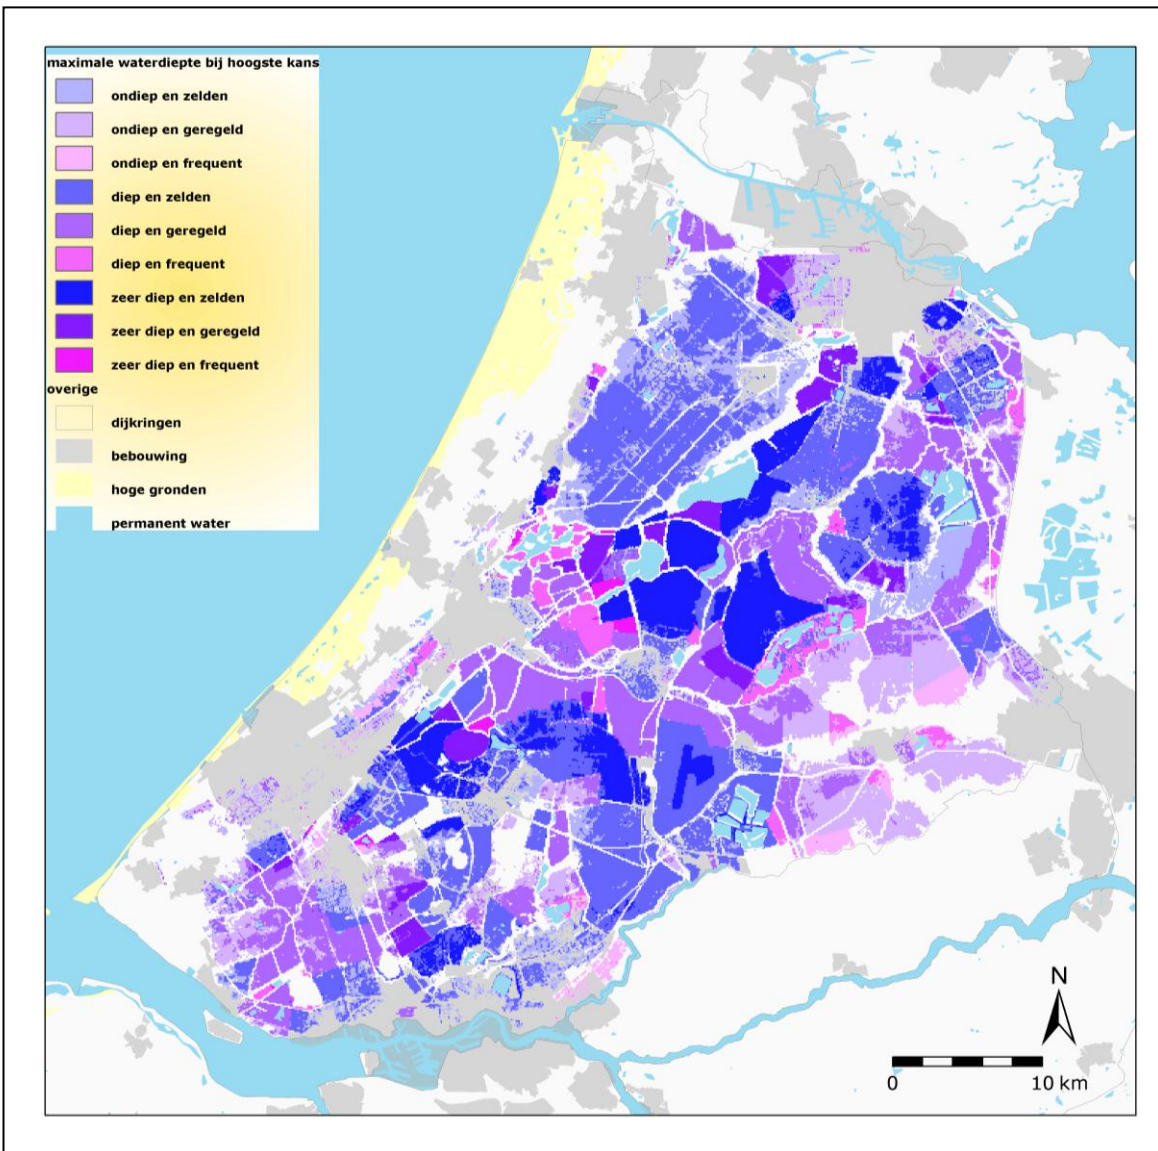 maximale waterdiepte bij hoogste kans
ondiep en zelden
ondiep en geregeld
ondiep en frequent
diep en zelden
diep en geregeld
diep en frequent
zeer diep en zelden
zeer diep en geregeld
zeer diep en frequent
overige
dijkringen
bebouwing
hoge gronden
permanent water
N
0 10 km